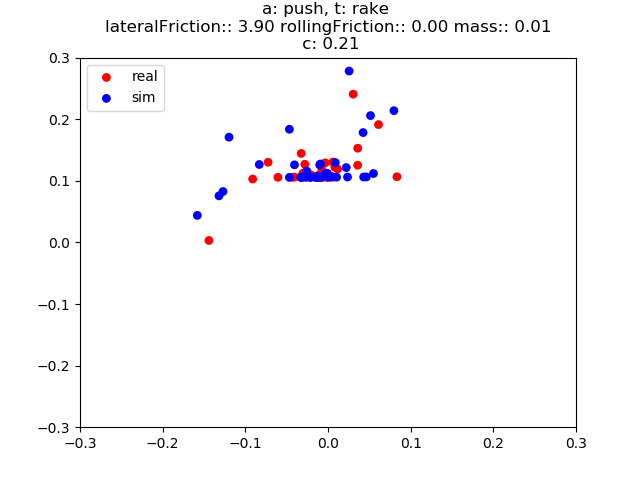 a: push, t: rake
lateralFriction:: 3.90 rollingFriction:: 0.00 mass:: 0.01
c: 0.21
real
sim
0.3
0.2
0.1
0.0
−0.1
−0.2
−0.3
−0.3
−0.2
−0.1
0.0
0.1
0.2
0.3